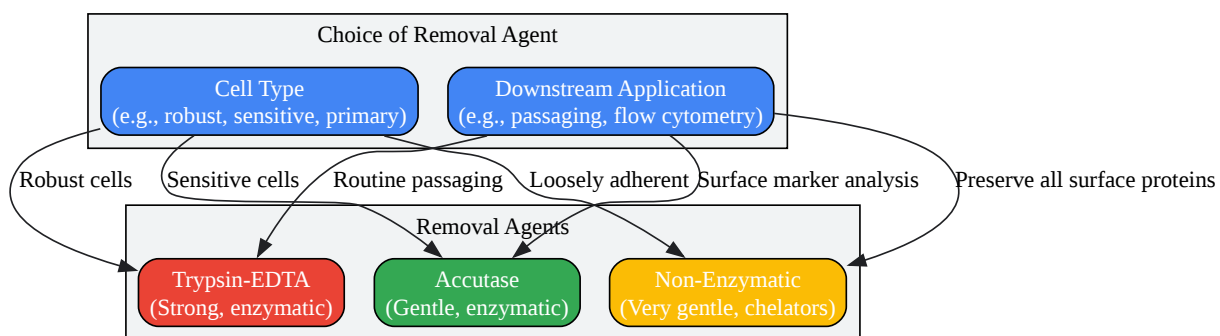 Choice of Removal Agent
Cell Type
(e.g., robust, sensitive, primary)
Downstream Application
(e.g., passaging, flow cytometry)
Robust cells
Sensitive cells
Routine passaging
Loosely adherent
Surface marker analysis
Preserve all surface proteins
Removal Agents
Trypsin-EDTA
(Strong, enzymatic)
Accutase
(Gentle, enzymatic)
Non-Enzymatic
(Very gentle, chelators)